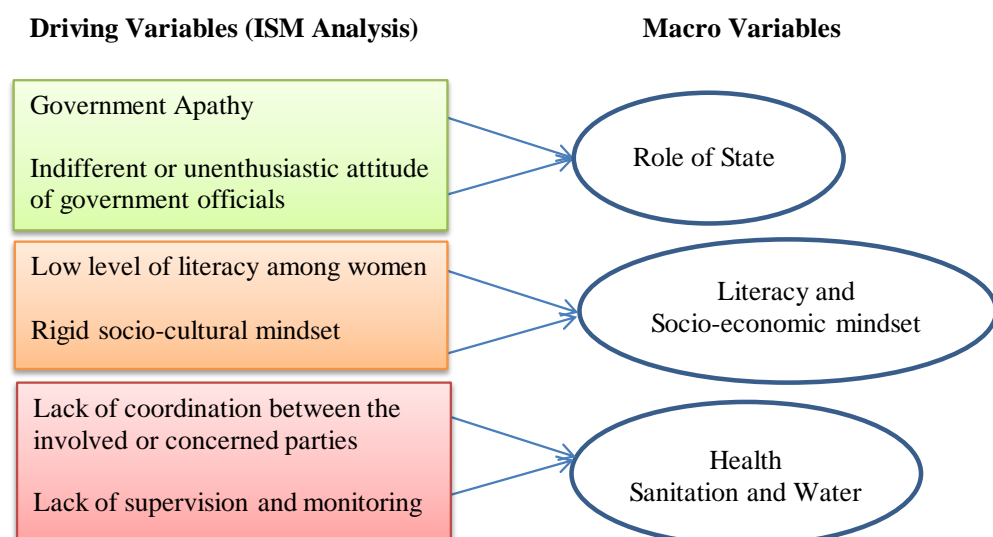 Driving Variables (ISM Analysis)
Macro Variables
Government Apathy
Indifferent or unenthusiastic attitude
of government officials
Role of State
Low level of literacy among women
Rigid socio-cultural mindset
Literacy and
Socio-economic mindset
Lack of coordination between the
involved or concerned parties
Lack of supervision and monitoring
Health
Sanitation and Water